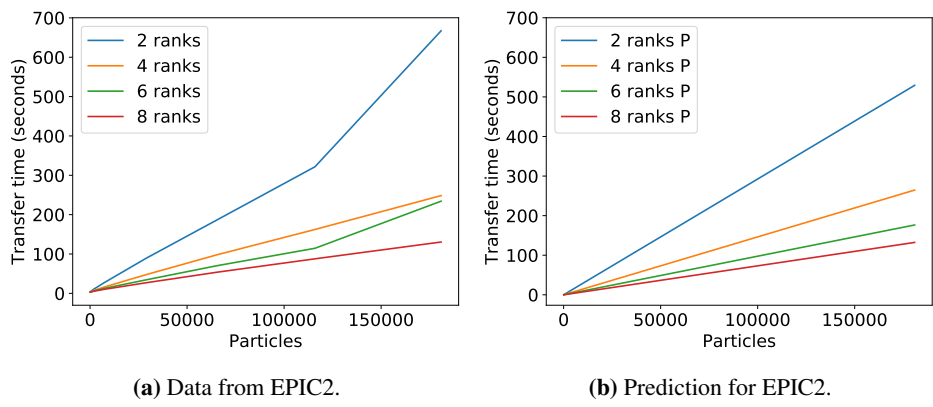 700
600
500
400
300
200
100
0
Transfer time (seconds)
2 ranks
4 ranks
6 ranks
8 ranks
0 50000 100000 150000
Particles
(a) Data from EPIC2.
700
600
500
400
300
200
100
0
Transfer time (seconds)
2 ranks P
4 ranks P
6 ranks P
8 ranks P
0 50000 100000 150000
Particles
(b) Prediction for EPIC2.